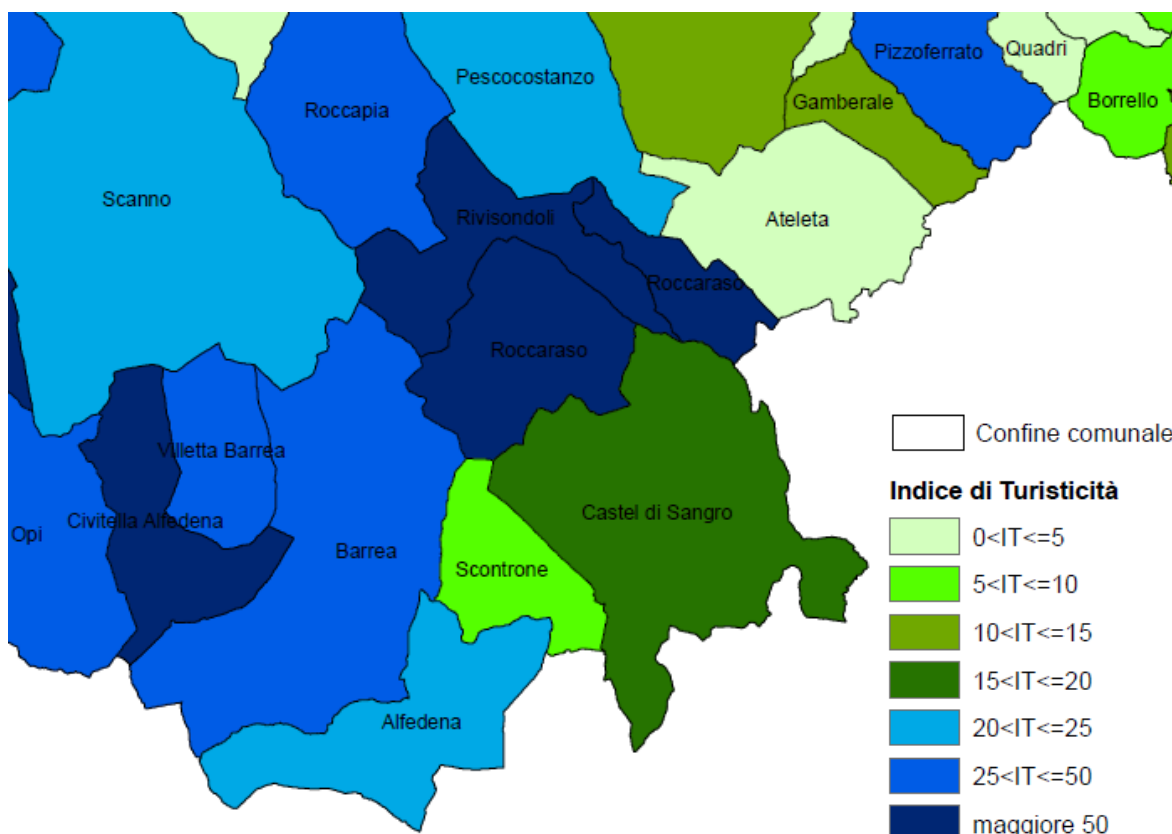 Pizzoferrato
Quadri
Pescocostanzo
Roccapia
Gamberale
Borrello
Scanno
Rivisondoli
Ateleta
Roccaraso
Roccaraso
Villetta Barrea
Civitella Alfedena
Opi
Barrea
Castel di Sangro
Scontrone
Alfedena
Confine comunale
Indice di Turisticità
0<IT<=5
5<IT<=10
10<IT<=15
15<IT<=20
20<IT<=25
25<IT<=50
maggiore 50